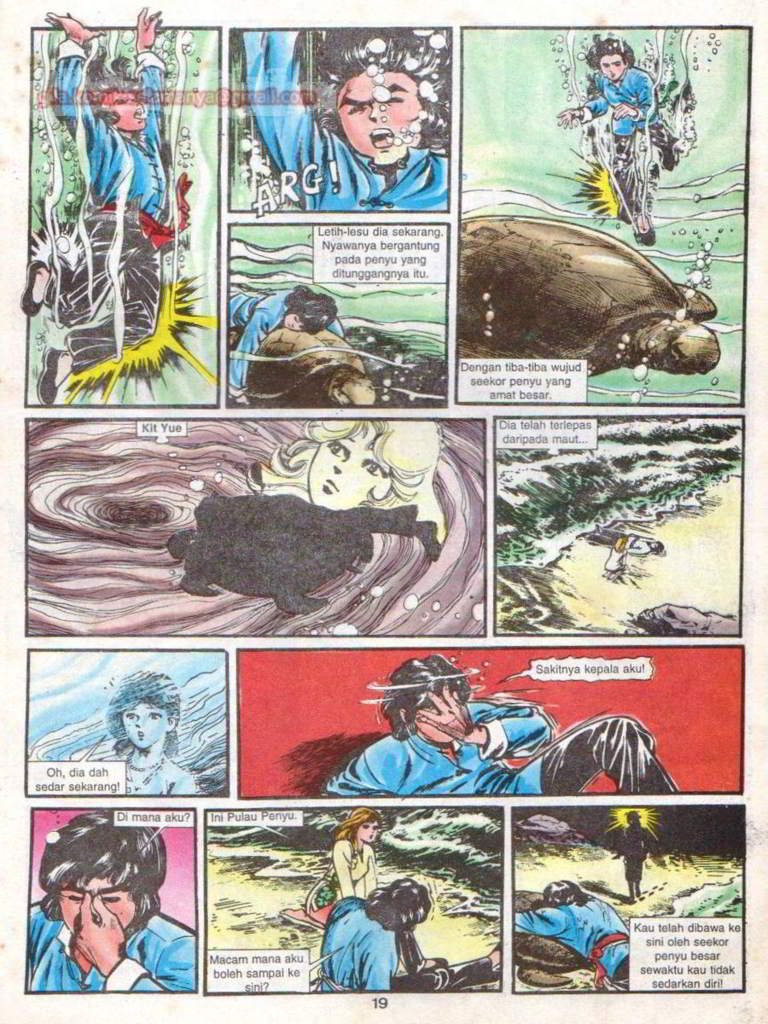 ARG!
Letih-lesu dia sekarang.
Nyawanya bergantung
pada penyu yang
ditunggangnya itu.
Dengan tiba-tiba wujud
seekor penyu yang
amat besar.
Kit Yue
Dia telah terlepas
daripada maut...
Oh, dia dah
sedar sekarang!
Sakitnya kepala aku!
Di mana aku?
Ini Pulau Penyu.
Macam mana aku
boleh sampai ke
sini?
Kau telah dibawa ke
sini oleh seekor
penyu besar
sewaktu kau tidak
sedarkan diri!
19